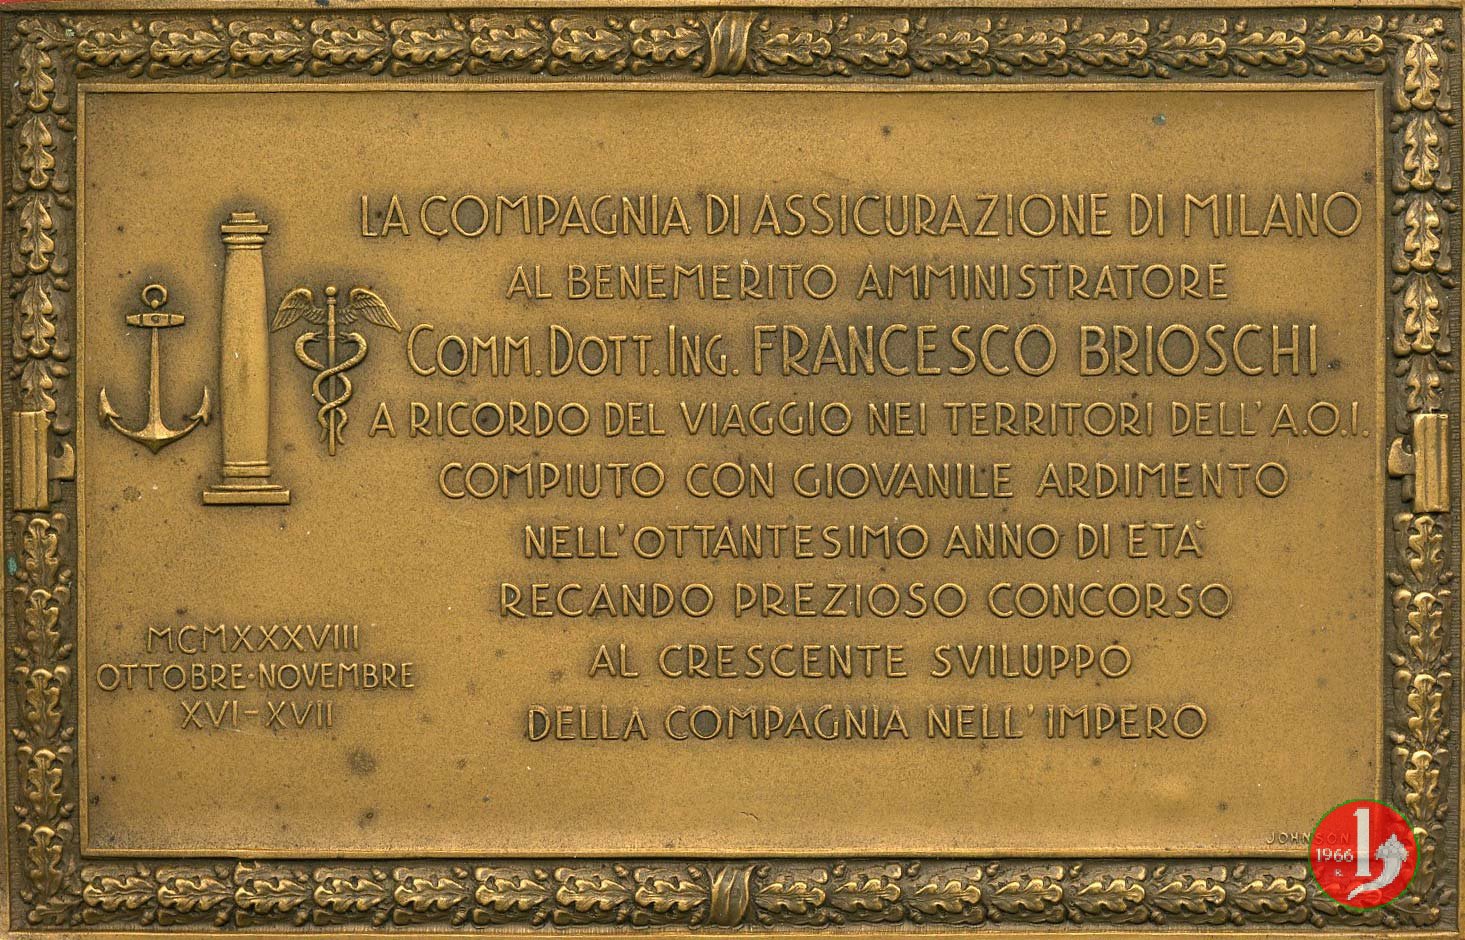 LA COMPAGNIA DI ASSICURAZIONE DI MILANO
AL BENEMERITO AMMINISTRATORE
COMM. DOTT. ING. FRANCESCO BRIOSCHI
A RICORDO DEL VIAGGIO NEI TERRITORI DELL'A.O.I.
COMPIUTO CON GIOVANILE ARDIMENTO
NELL'OTTANTESIMO ANNO DI ETÀ
RECANDO PREZIOSO CONCORSO
AL CRESCENTE SVILUPPO
DELLA COMPAGNIA NELL'IMPERO
MCMXXXVIII
OTTOBRE·NOVEMBRE
XVI-XVII
JOHNSON
1966